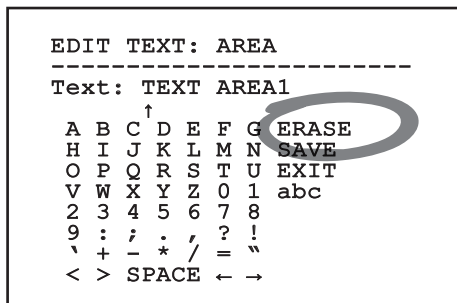 EDIT TEXT: AREA
------------------------
Text: TEXT AREA1
↑
A B C D E F G ERASE
H I J K L M N SAVE
O P Q R S T U EXIT
V W X Y Z 0 1 abc
2 3 4 5 6 7 8
9 : ; . , ? !
‛ + - * / = ‟
< > SPACE ← →